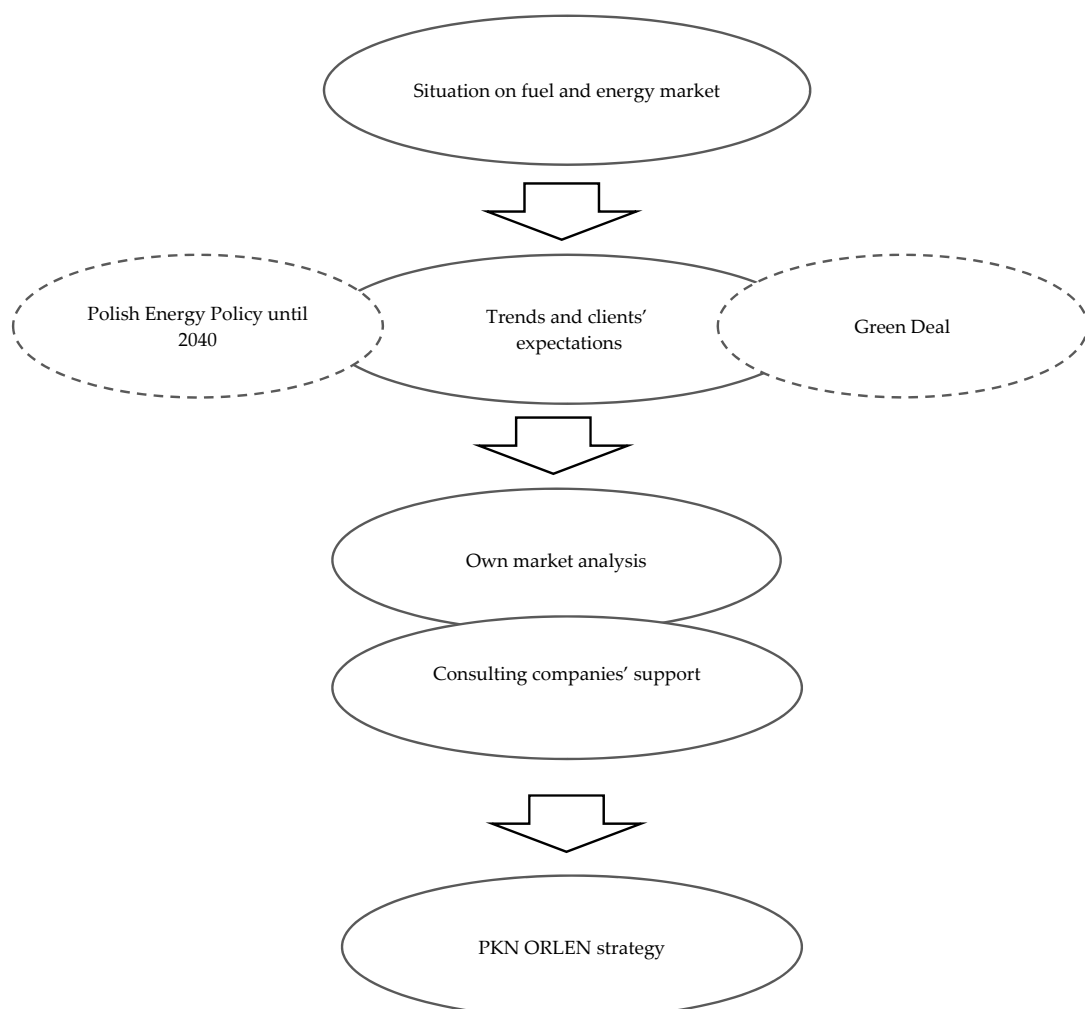 Situation on fuel and energy market
Polish Energy Policy until
2040
Trends and clients’
expectations
Green Deal
Own market analysis
Consulting companies’ support
PKN ORLEN strategy